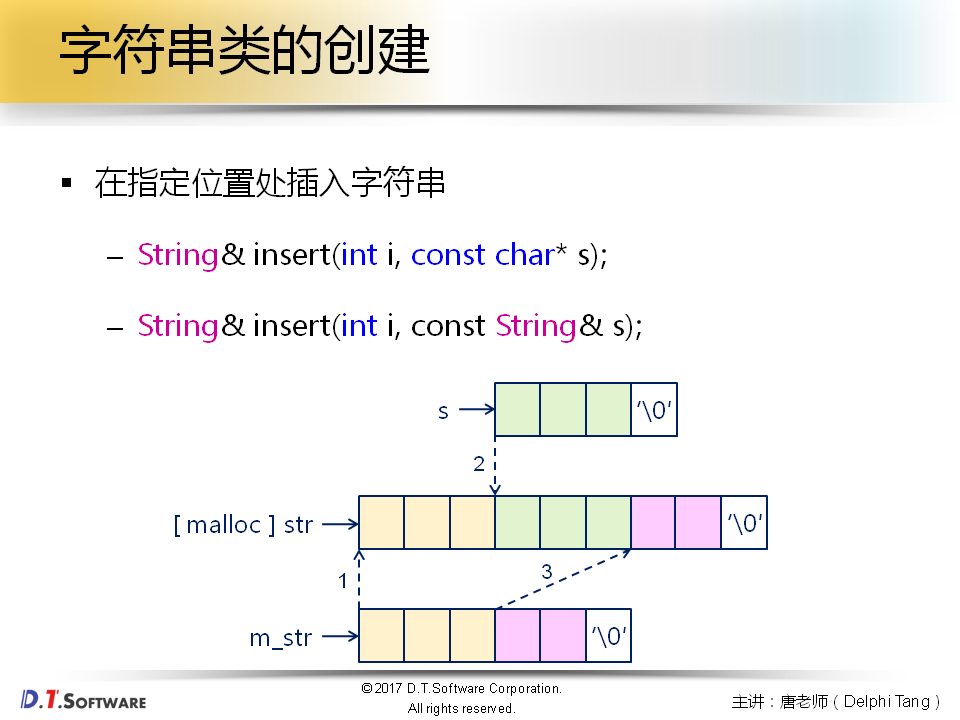 字符串类的创建
▪ 在指定位置处插入字符串
– String& insert(int i, const char* s);
– String& insert(int i, const String& s);
s
'\0'
2
[ malloc ] str
'\0'
1
3
m_str
'\0'
D.T.SOFTWARE
©2017 D.T.Software Corporation.
All rights reserved.
主讲：唐老师（Delphi Tang）